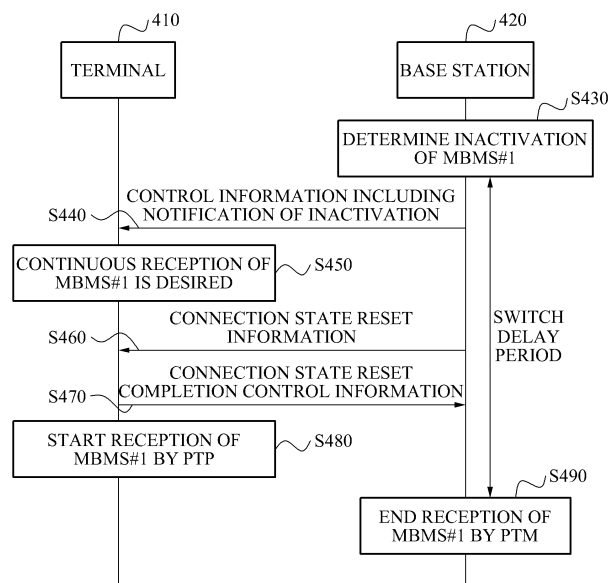 410
420
TERMINAL
BASE STATION
S430
DETERMINE INACTIVATION
OF MBMS#1
CONTROL INFORMATION INCLUDING
NOTIFICATION OF INACTIVATION
S440
CONTINUOUS RECEPTION OF
MBMS#1 IS DESIRED
S450
CONNECTION STATE RESET
INFORMATION
S460
SWITCH
DELAY
PERIOD
CONNECTION STATE RESET
COMPLETION CONTROL INFORMATION
S470
START RECEPTION OF
MBMS#1 BY PTP
S480
S490
END RECEPTION OF
MBMS#1 BY PTM